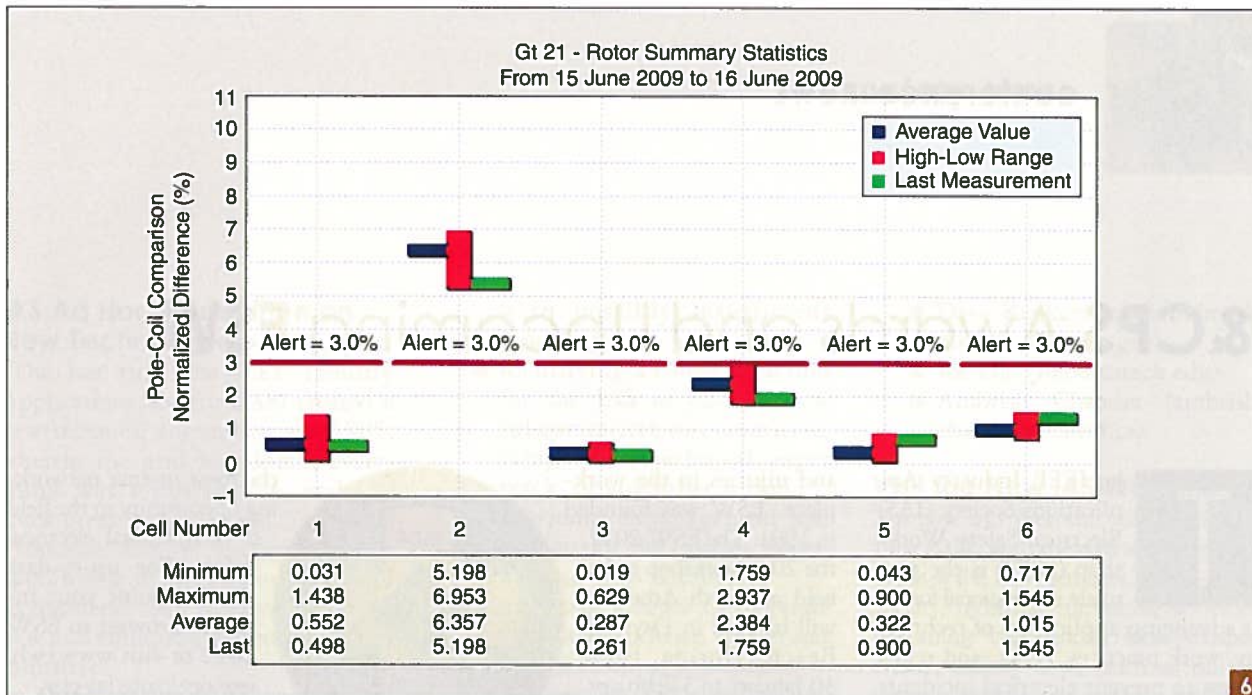 Gt 21 - Rotor Summary Statistics
From 15 June 2009 to 16 June 2009
Pole-Coil Comparison
Normalized Difference (%)
11
10
9
8
7
6
5
4
3
2
1
0
−1
Average Value
High-Low Range
Last Measurement
Alert = 3.0% Alert = 3.0% Alert = 3.0% Alert = 3.0% Alert = 3.0% Alert = 3.0%
Cell Number 1 2 3 4 5 6
Minimum 0.031 5.198 0.019 1.759 0.043 0.717
Maximum 1.438 6.953 0.629 2.937 0.900 1.545
Average 0.552 6.357 0.287 2.384 0.322 1.015
Last 0.498 5.198 0.261 1.759 0.900 1.545
6